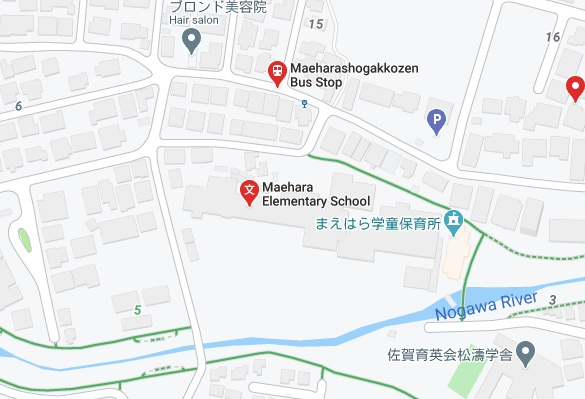 ブロンド美容院
Hair salon
15
16
Maeharashogakkozen
Bus Stop
6
P
文
Maehara
Elementary School
まえはら学童保育所
5
Nogawa River
3
佐賀育英会松濤学舎